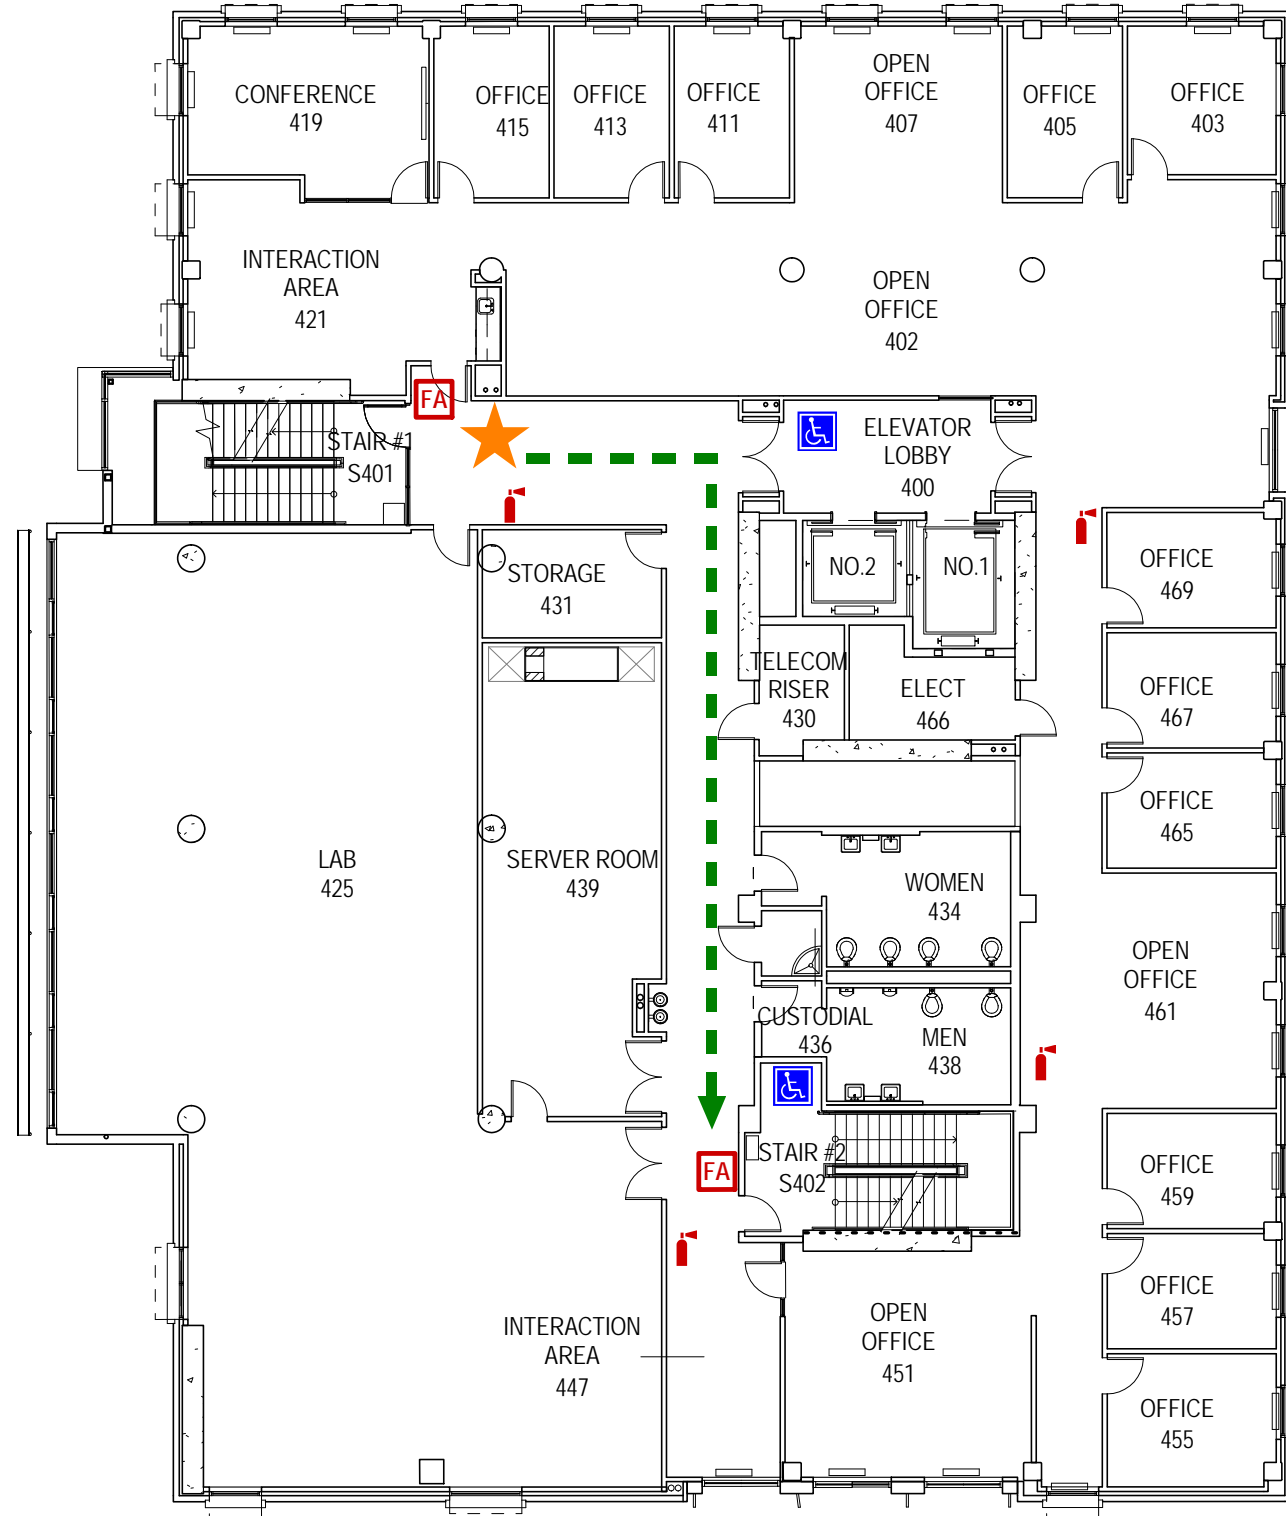 CONFERENCE
419
OFFICE
415
OFFICE
413
OFFICE
411
OPEN
OFFICE
407
OFFICE
405
OFFICE
403
INTERACTION
AREA
421
OPEN
OFFICE
402
FA
STAIR #1
S401
ELEVATOR
LOBBY
400
STORAGE
431
NO.2
NO.1
OFFICE
469
TELECOM
RISER
430
ELECT
466
OFFICE
467
OFFICE
465
LAB
425
SERVER ROOM
439
WOMEN
434
OPEN
OFFICE
461
CUSTODIAL
436
MEN
438
FA
STAIR #2
S402
OFFICE
459
OFFICE
457
INTERACTION
AREA
447
OPEN
OFFICE
451
OFFICE
455